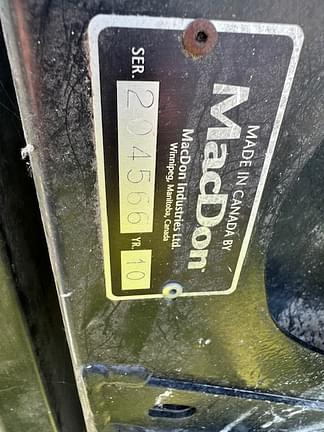 MADE IN CANADA BY
MacDon
MacDon Industries Ltd.
Winnipeg, Manitoba, Canada
SER. 204566 YR. 10